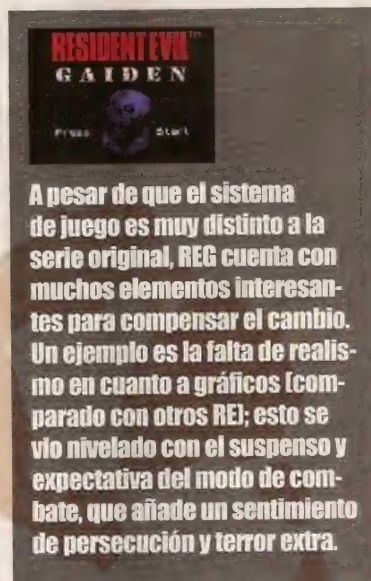 RESIDENT EVIL™
GAIDEN
Press Start
A pesar de que el sistema
de juego es muy distinto a la
serie original, REG cuenta con
muchos elementos interesan-
tes para compensar el cambio.
Un ejemplo es la falta de realis-
mo en cuanto a gráficos [com-
parado con otros RE]; esto se
vio nivelado con el suspenso y
expectativa del modo de com-
bate, que añade un sentimiento
de persecución y terror extra.